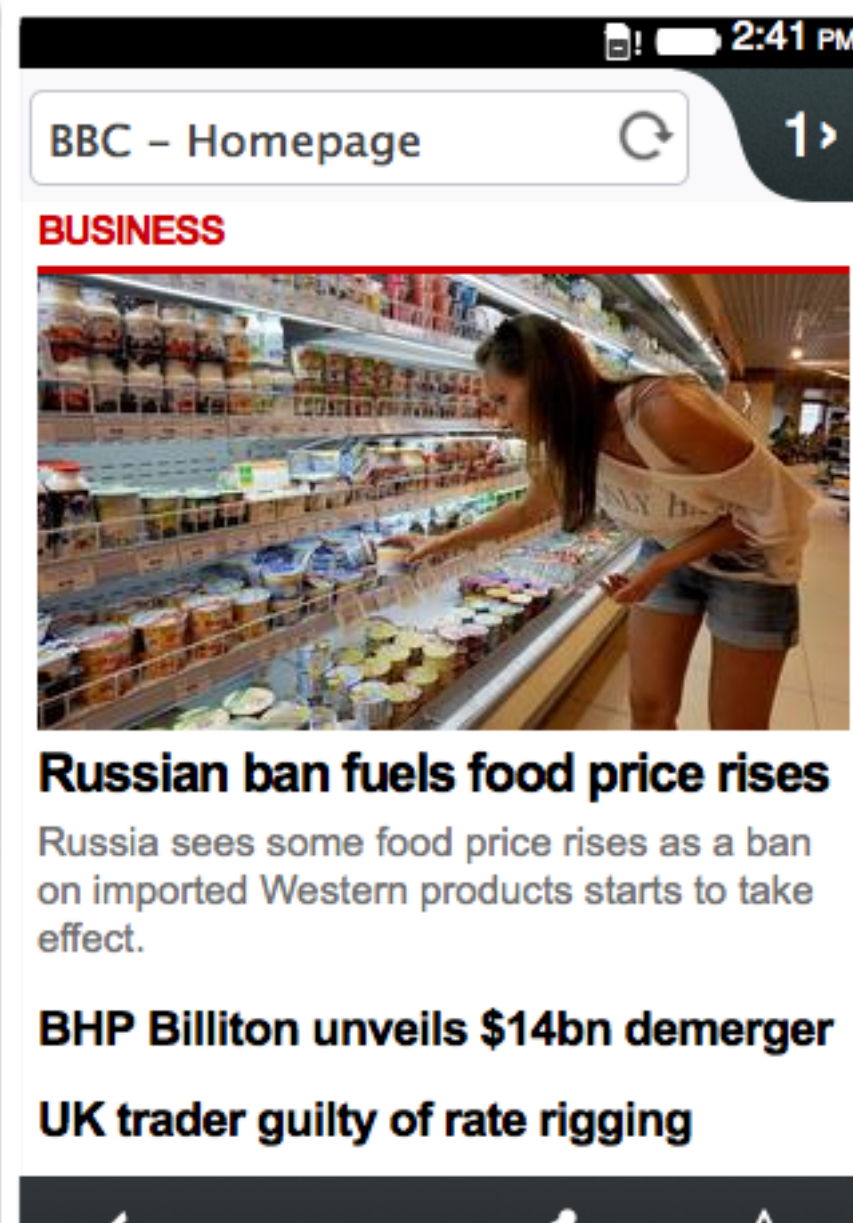 2:41 PM
BBC – Homepage
1›
BUSINESS
Russian ban fuels food price rises
Russia sees some food price rises as a ban
on imported Western products starts to take
effect.
BHP Billiton unveils $14bn demerger
UK trader guilty of rate rigging